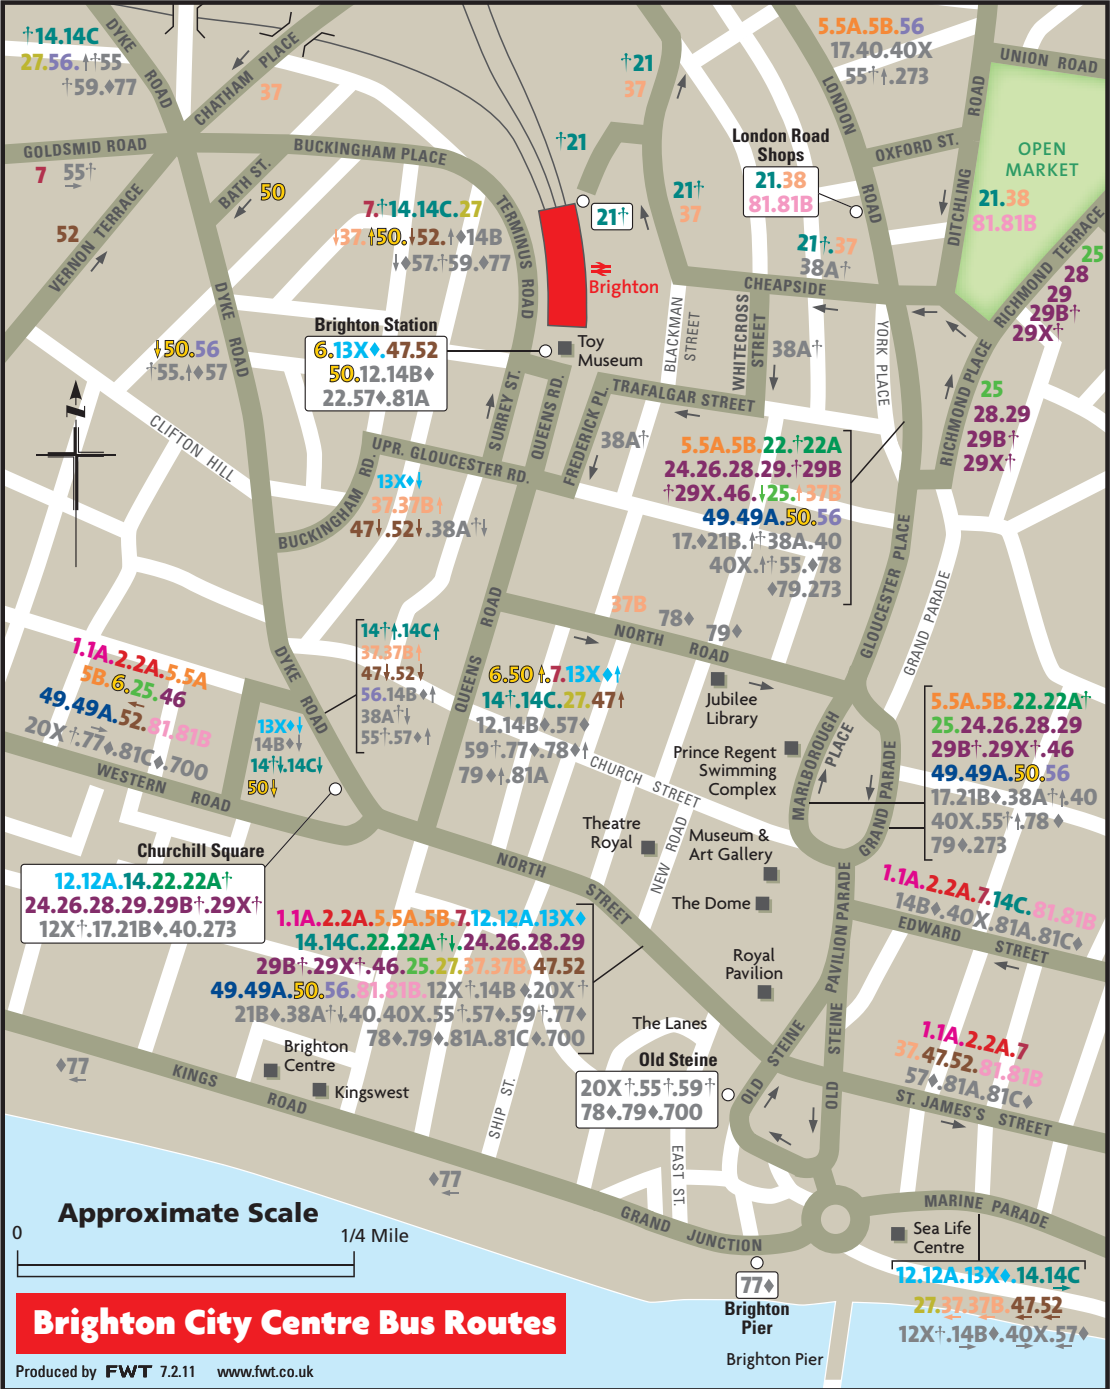 †14.14C
27.56.↑†55
†59.♦77
DYKE ROAD
CHATHAM PLACE
37
†21
37
5.5A.5B.56
17.40.40X
55†↑.273
UNION ROAD
GOLDSMID ROAD
7 55†
BUCKINGHAM PLACE
†21
LONDON ROAD
London Road
Shops
21.38
81.81B
OXFORD ST.
DITCHLING ROAD
OPEN
MARKET
21.38
81.81B
BATH ST.
50
VERNON TERRACE
52
7.†14.14C.27
↓37.↑50.↓52.↑♦14B
↓♦57.†59.♦77
TERMINUS ROAD
21†
21†
37
21†.37
38A†
RICHMOND TERRACE
25
28
29
29B†
29X†
Brighton
CHEAPSIDE
DYKE ROAD
Brighton Station
6.13X♦.47.52
50.12.14B♦
22.57♦.81A
Toy
Museum
BLACKMAN
STREET
WHITECROSS
STREET
38A†
YORK PLACE
RICHMOND PLACE
25
28.29
29B†
29X†
↓50.56
†55.↑♦57
N
CLIFTON HILL
SURREY ST.
QUEENS RD.
FREDERICK PL.
TRAFALGAR STREET
38A†
UPR. GLOUCESTER RD.
BUCKINGHAM RD.
13X♦↓
37.37B↑
47↓.52↓.38A†↓
5.5A.5B.22.†22A
24.26.28.29.†29B
†29X.46.↓25.↑37B
49.49A.50.56
17.♦21B.↑†38A.40
40X.↑†55.♦78
♦79.273
GLOUCESTER PLACE
GRAND PARADE
37B
78♦
79♦
NORTH ROAD
QUEENS ROAD
14†↑.14C↑
37.37B↑
47↓.52↓
56.14B♦↑
38A†↓
55†.57♦↑
DYKE ROAD
1.1A.2.2A.5.5A
5B.6.25.46
49.49A.52.81.81B
20X†.77♦.81C♦.700
WESTERN ROAD
13X♦↓
14B♦↓
14†↓.14C↓
50↓
6.50↑.7.13X♦↑
14†.14C.27.47↑
12.14B♦.57♦
59†.77♦.78♦↑
79♦↑.81A
Jubilee
Library
Prince Regent
Swimming
Complex
MARLBOROUGH
PLACE
GRAND PARADE
5.5A.5B.22.22A†
25.24.26.28.29
29B†.29X†.46
49.49A.50.56
17.21B♦.38A†↑.40
40X.55†↑.78♦
79♦.273
CHURCH STREET
Theatre
Royal
NEW ROAD
Museum &
Art Gallery
The Dome
Royal
Pavilion
Churchill Square
12.12A.14.22.22A†
24.26.28.29.29B†.29X†
12X†.17.21B♦.40.273
NORTH STREET
1.1A.2.2A.5.5A.5B.7.12.12A.13X♦
14.14C.22.22A†↓.24.26.28.29
29B†.29X†.46.25.27.37.37B.47.52
49.49A.50.56.81.81B.12X†.14B♦.20X†
21B♦.38A†↓.40.40X.55†.57♦.59†.77♦
78♦.79♦.81A.81C♦.700
1.1A.2.2A.7.14C.81.81B
14B♦.40X.81A.81C♦
EDWARD STREET
STEINE PAVILION PARADE
OLD
OLD STEINE
The Lanes
Old Steine
20X†.55†.59†
78♦.79♦.700
1.1A.2.2A.7
37.47.52.81.81B
57♦.81A.81C♦
ST. JAMES'S STREET
Brighton
Centre
Kingswest
♦77
KINGS ROAD
SHIP ST.
EAST ST.
♦77
GRAND JUNCTION
MARINE PARADE
Sea Life
Centre
12.12A.13X♦.14.14C
27.37.37B.47.52
12X†.14B♦.40X.57♦
77♦
Brighton
Pier
Brighton Pier
Approximate Scale
0 1/4 Mile
Brighton City Centre Bus Routes
Produced by FWT 7.2.11 www.fwt.co.uk